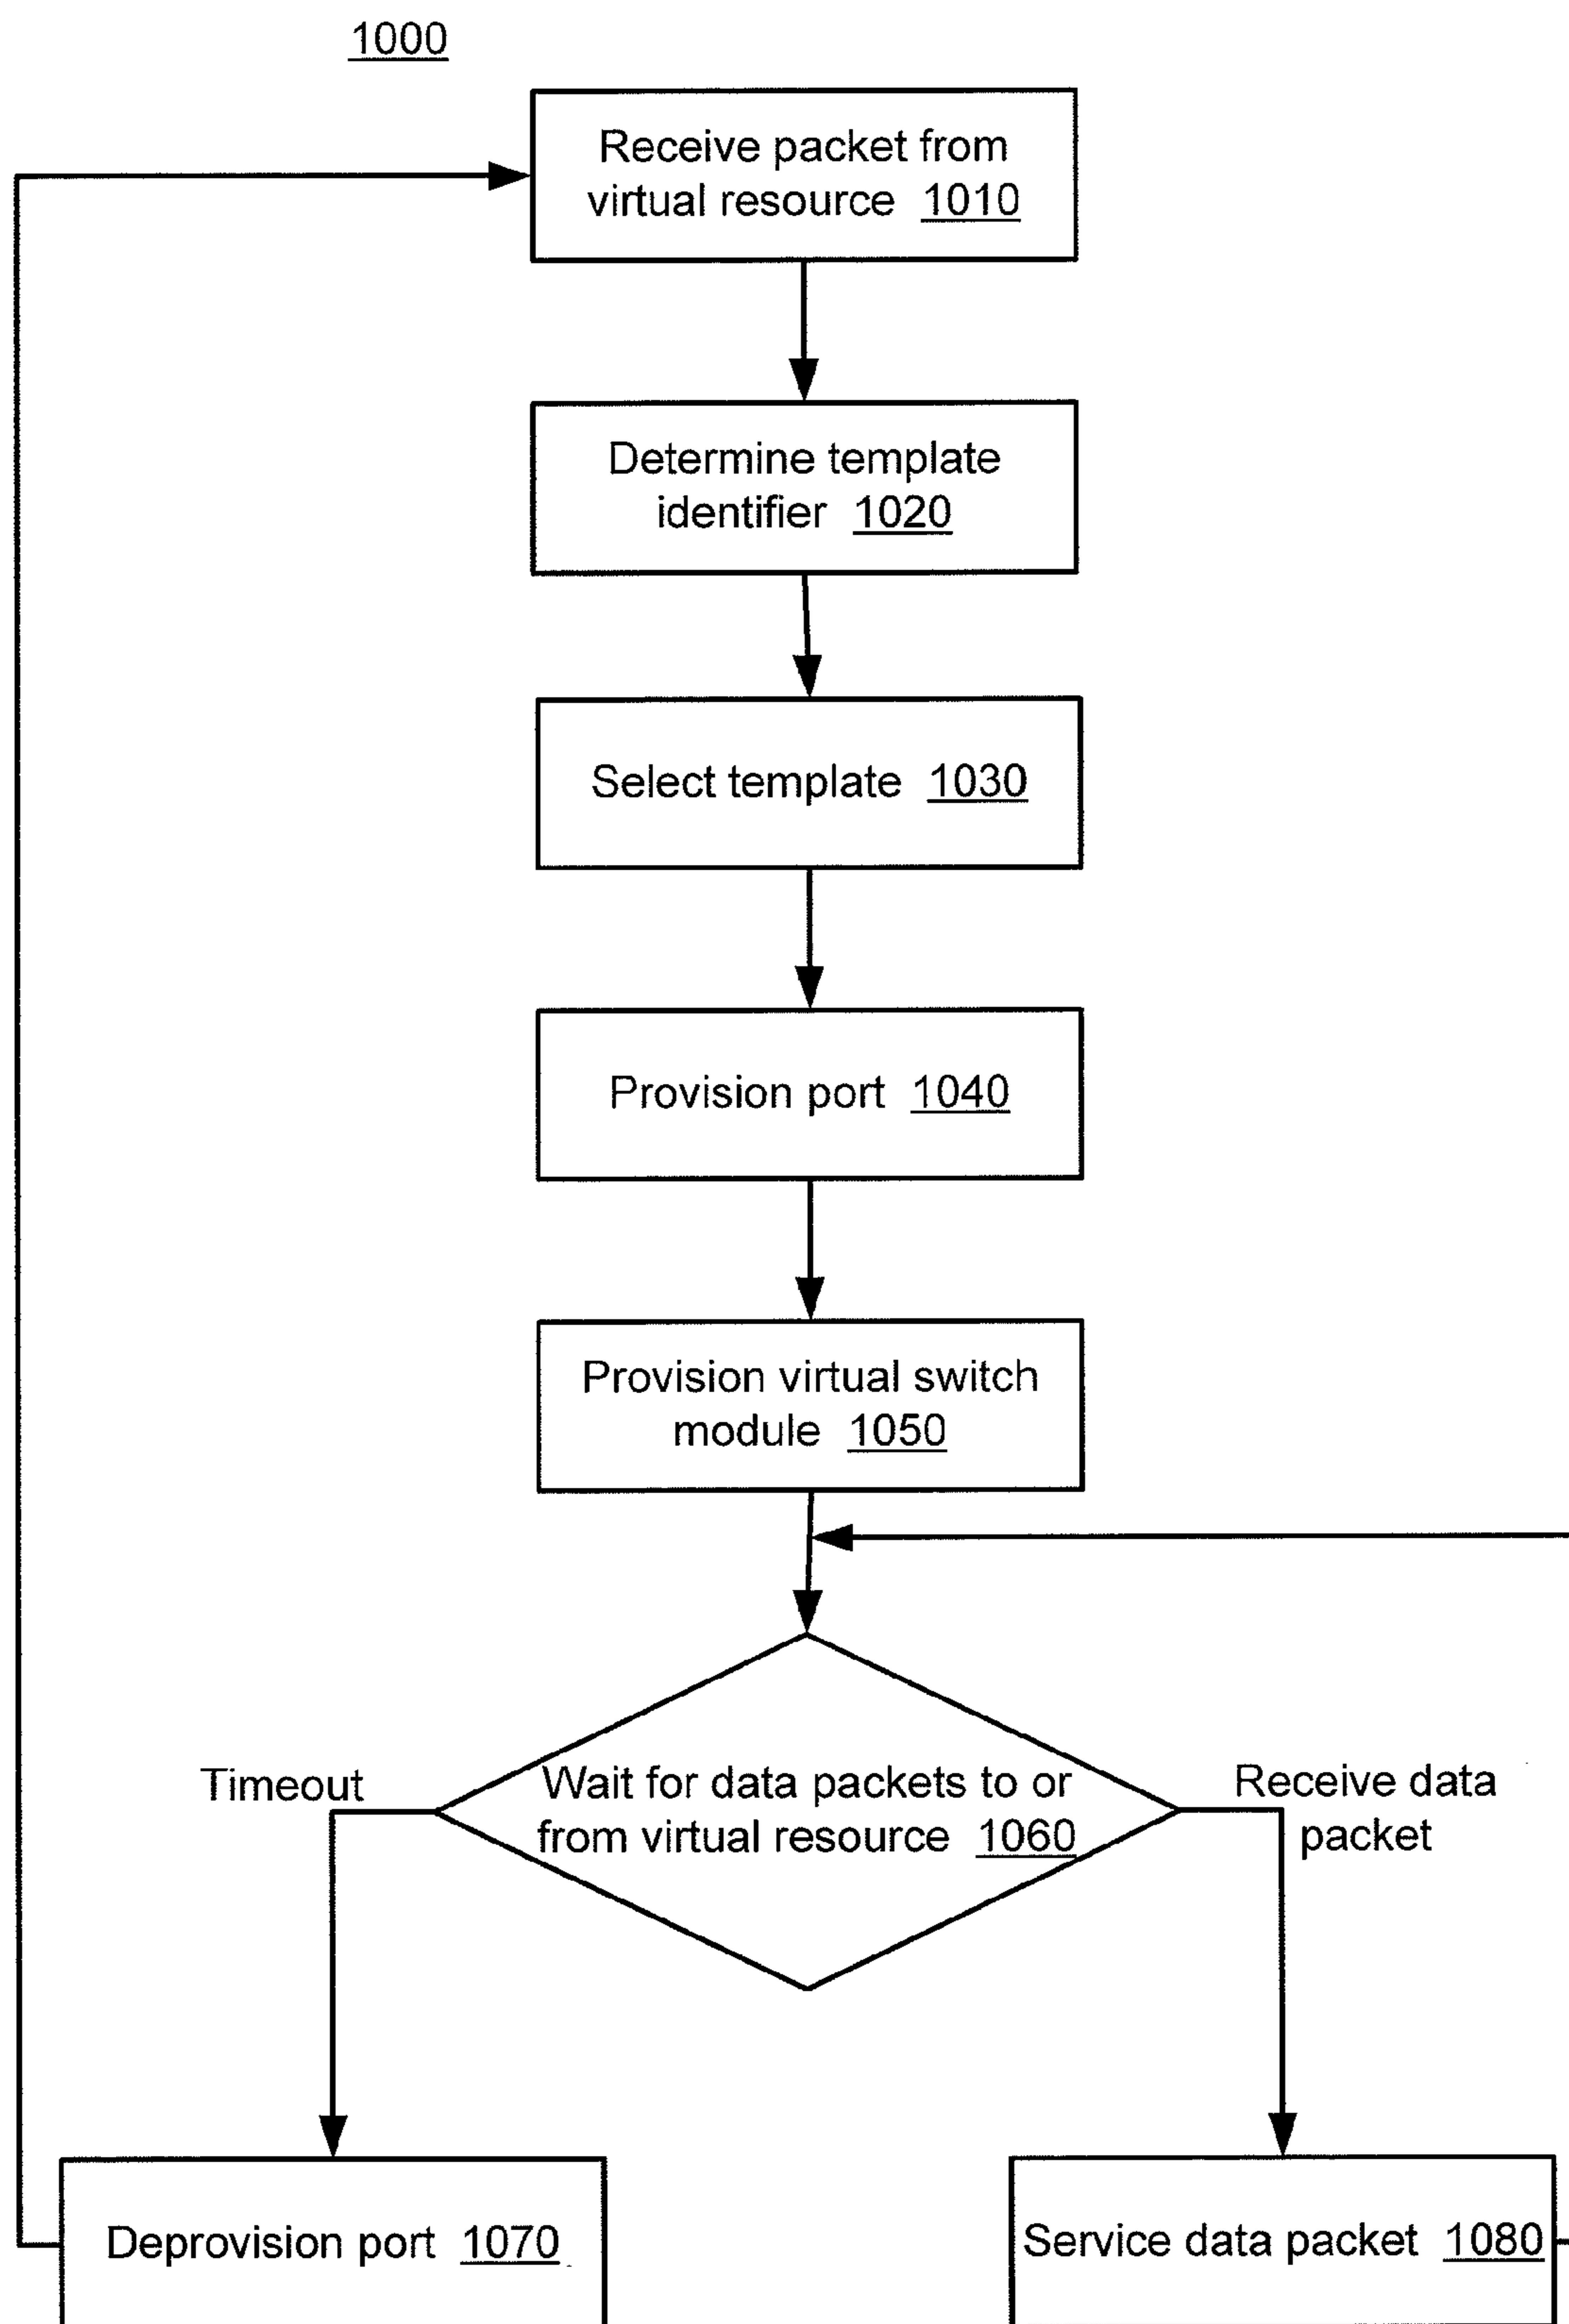 1000
Receive packet from
virtual resource 1010
Determine template
identifier 1020
Select template 1030
Provision port 1040
Provision virtual switch
module 1050
Timeout
Wait for data packets to or
from virtual resource 1060
Receive data
packet
Deprovision port 1070
Service data packet 1080